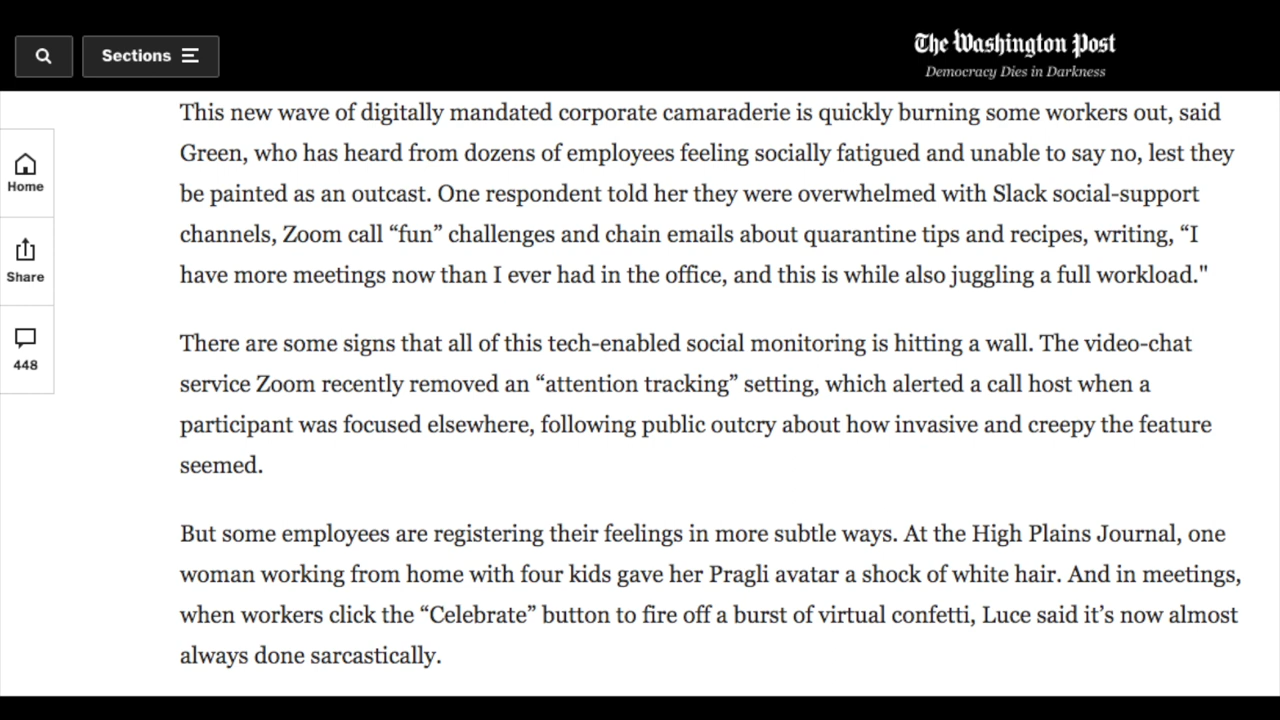 Sections
The Washington Post
Democracy Dies in Darkness
Home
Share
448
This new wave of digitally mandated corporate camaraderie is quickly burning some workers out, said
Green, who has heard from dozens of employees feeling socially fatigued and unable to say no, lest they
be painted as an outcast. One respondent told her they were overwhelmed with Slack social-support
channels, Zoom call “fun” challenges and chain emails about quarantine tips and recipes, writing, “I
have more meetings now than I ever had in the office, and this is while also juggling a full workload."
There are some signs that all of this tech-enabled social monitoring is hitting a wall. The video-chat
service Zoom recently removed an “attention tracking” setting, which alerted a call host when a
participant was focused elsewhere, following public outcry about how invasive and creepy the feature
seemed.
But some employees are registering their feelings in more subtle ways. At the High Plains Journal, one
woman working from home with four kids gave her Pragli avatar a shock of white hair. And in meetings,
when workers click the “Celebrate” button to fire off a burst of virtual confetti, Luce said it’s now almost
always done sarcastically.